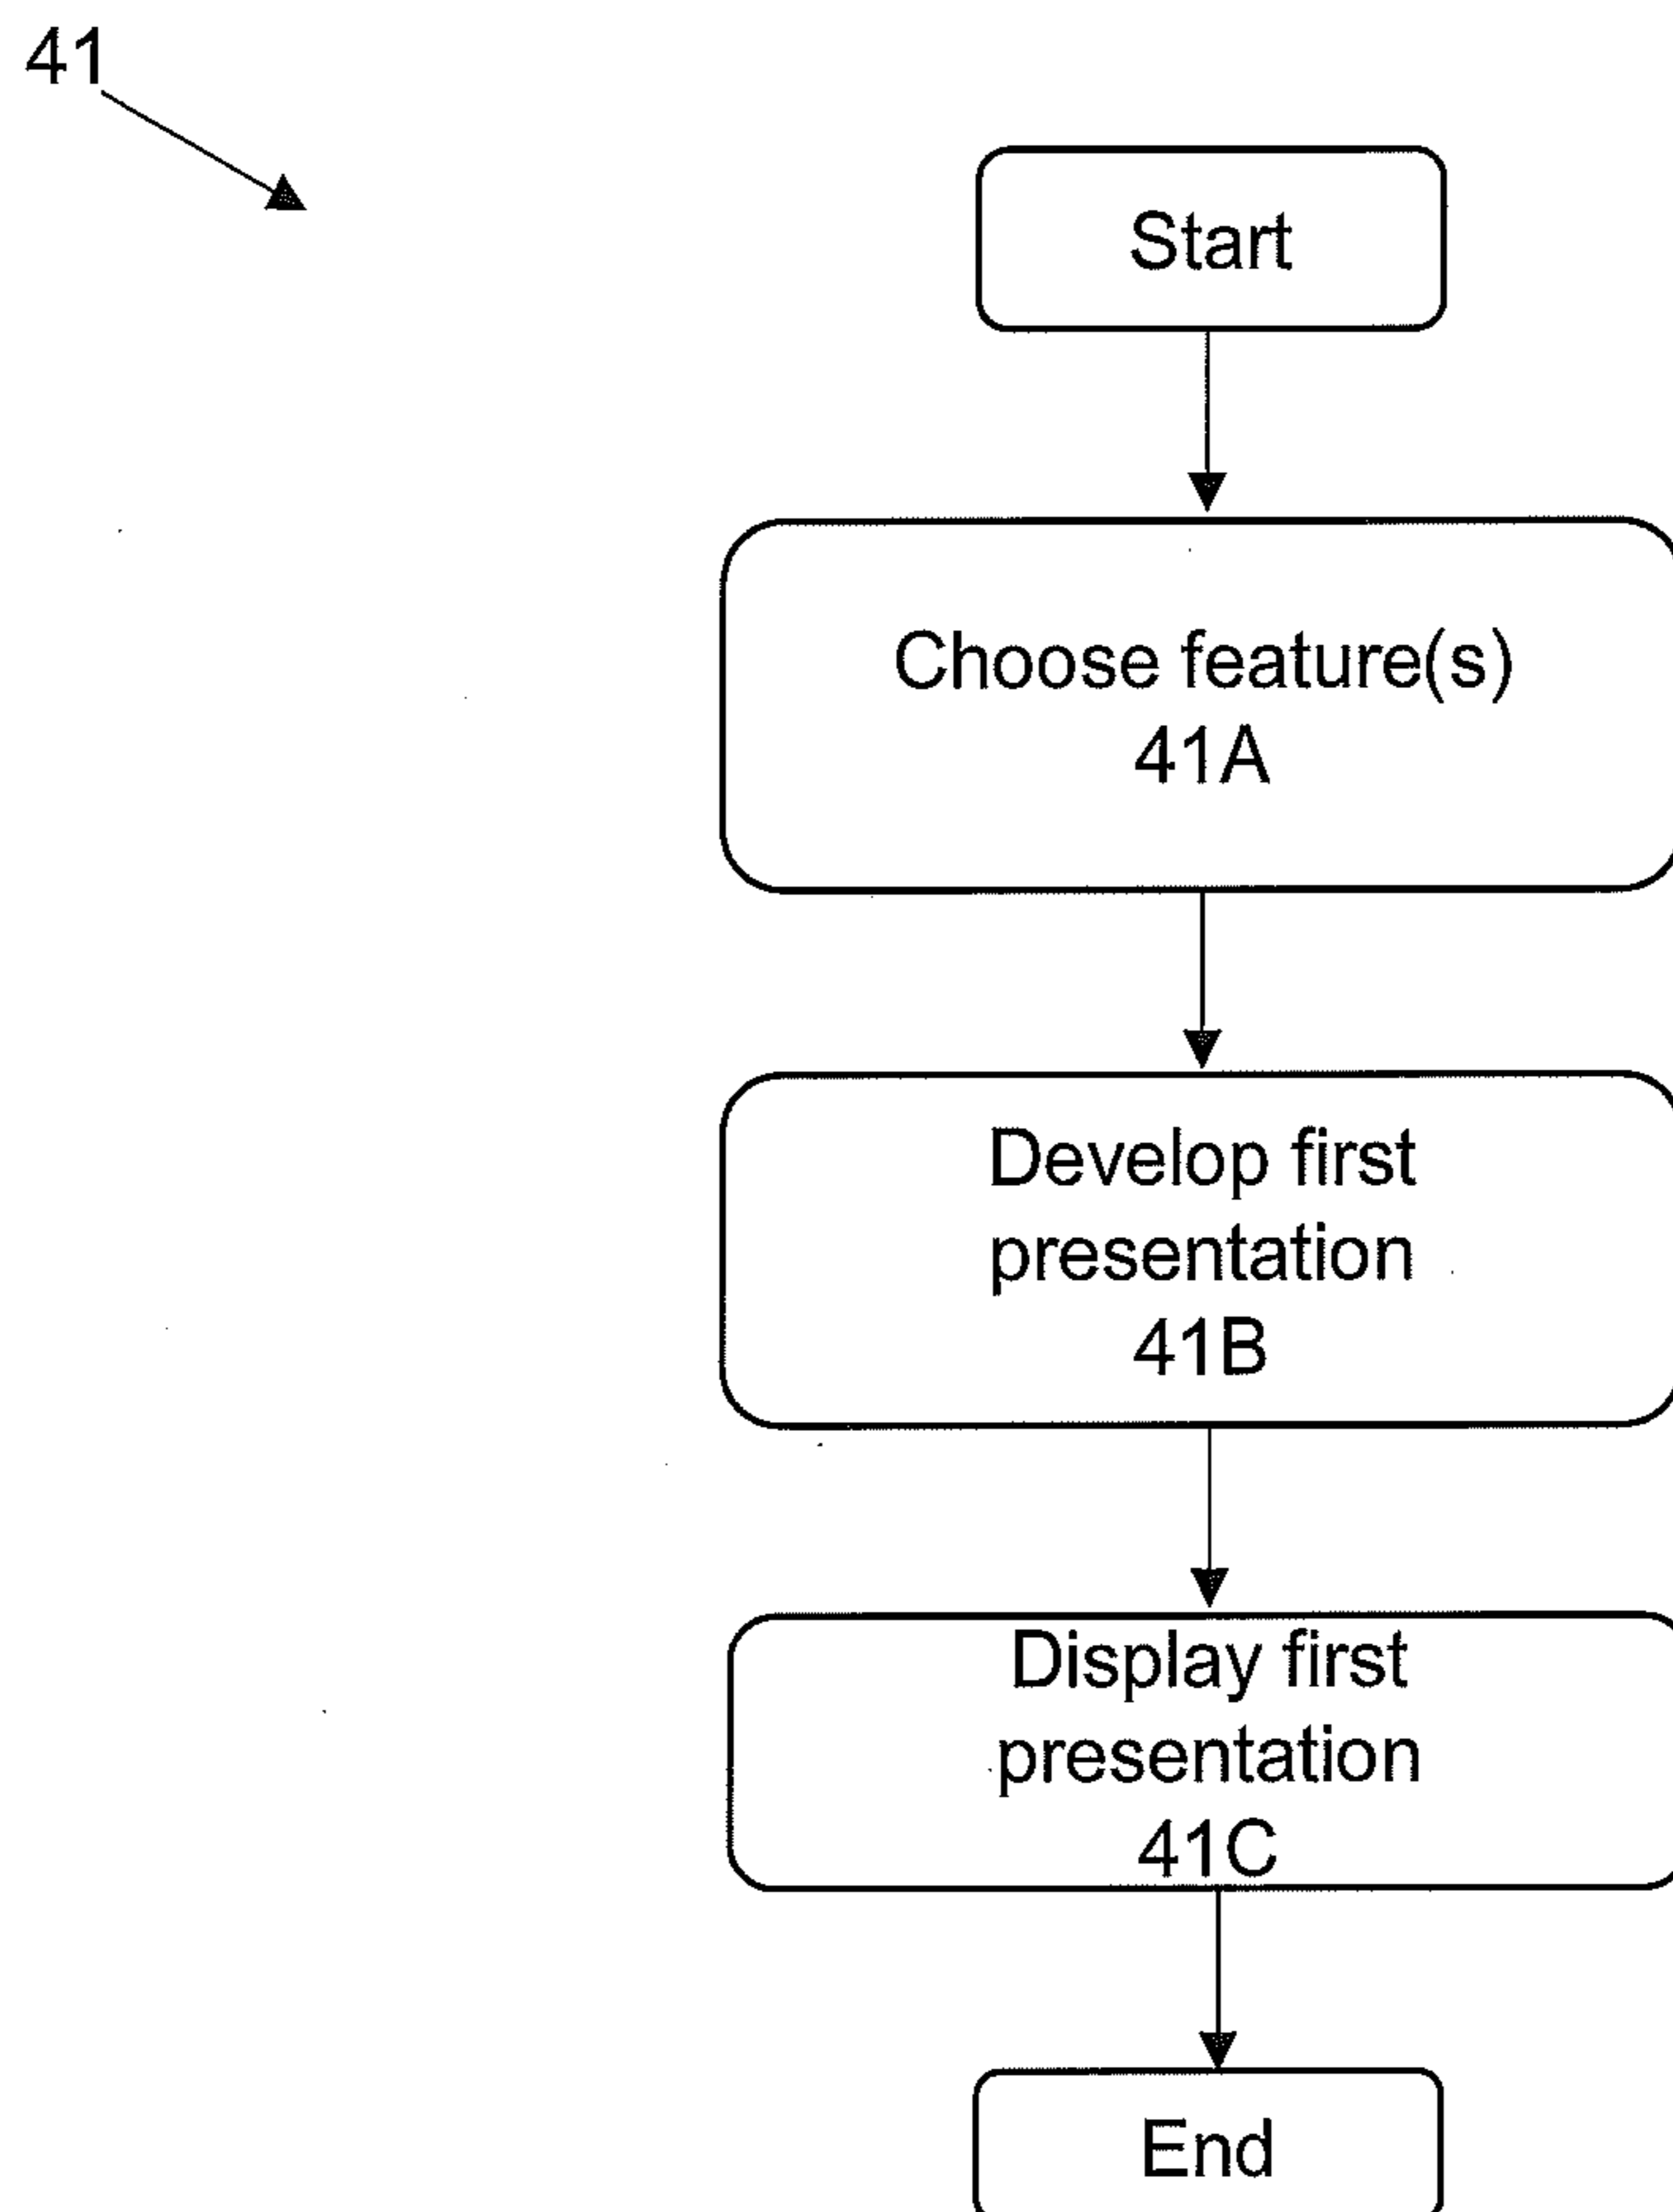 41
Start
Choose feature(s)
41A
Develop first
presentation
41B
Display first
presentation
41C
End